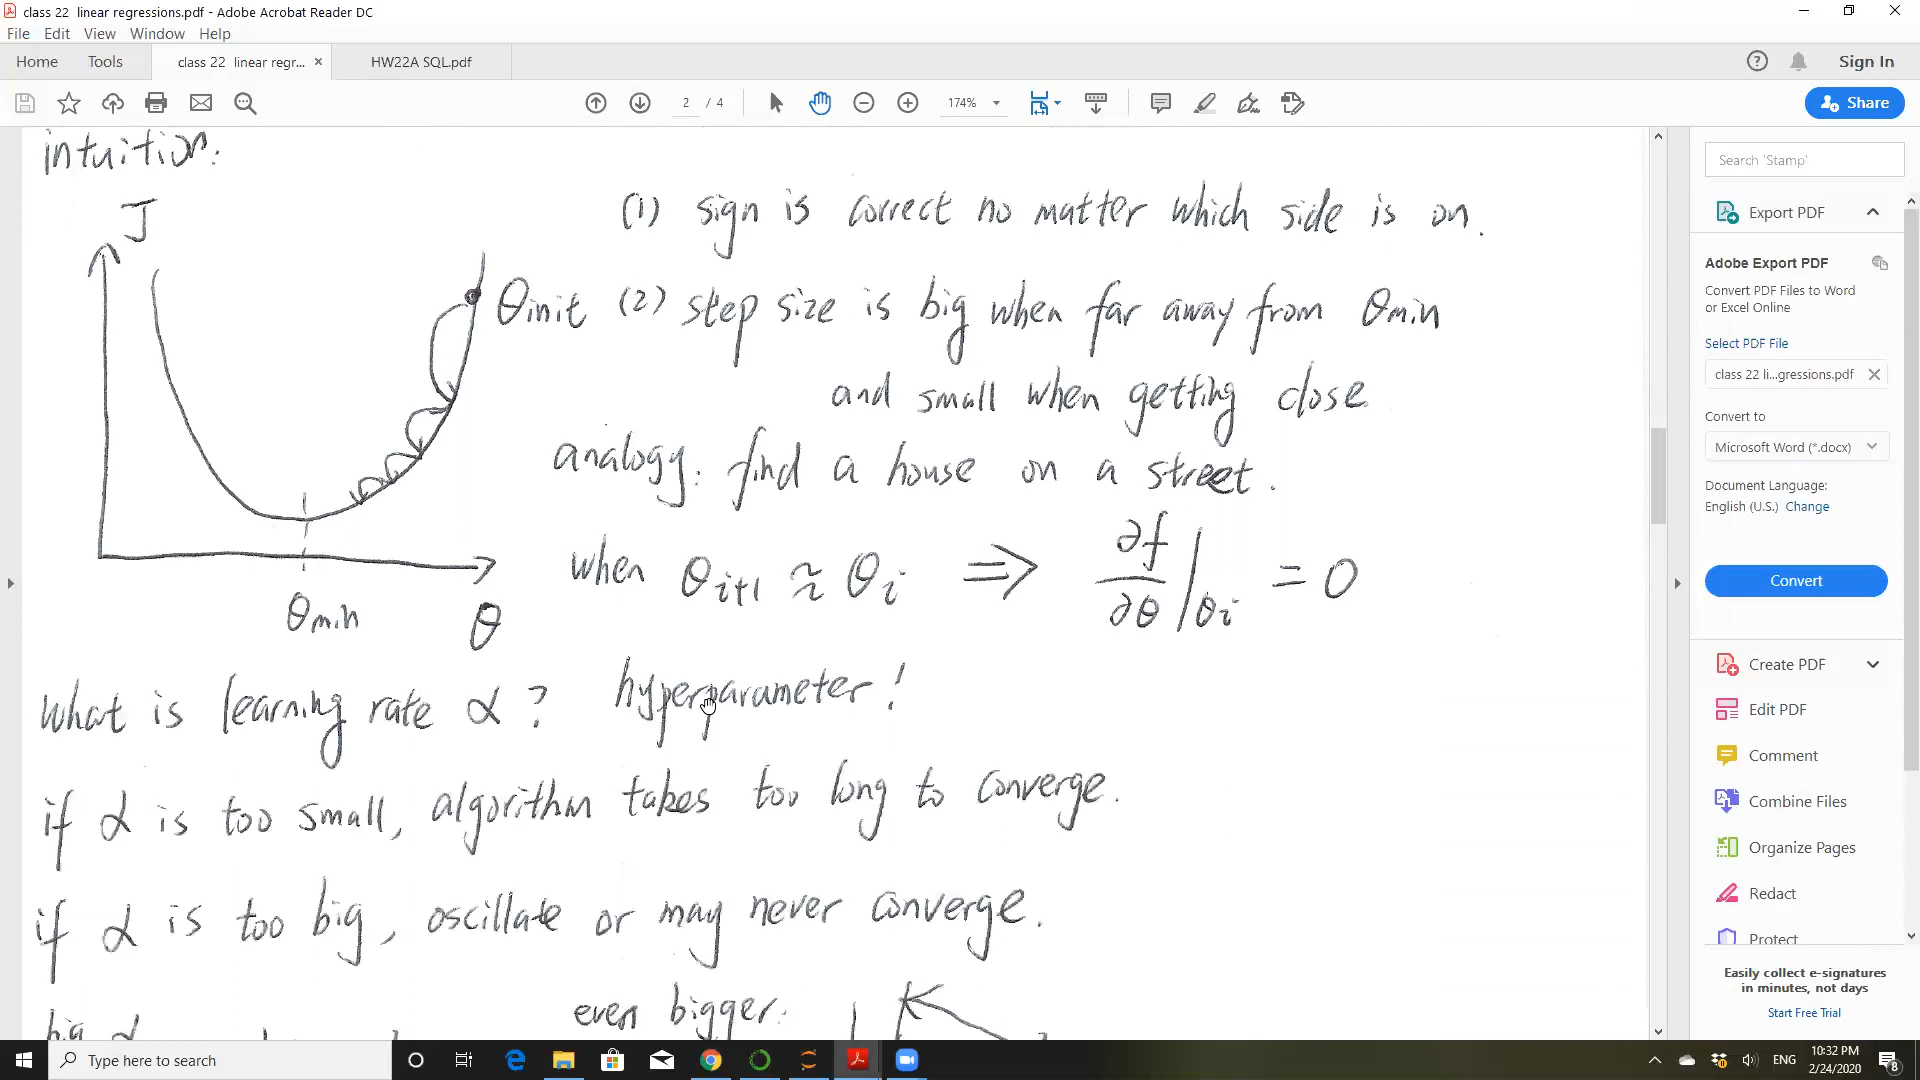 class 22  linear regressions.pdf - Adobe Acrobat Reader DC
File Edit View Window Help
Home Tools class 22  linear regr... × HW22A SQL.pdf Sign In
2 / 4 174% Share
intuition:
J
(1) sign is correct no matter which side is on.
θinit (2) step size is big when far away from θmin
and small when getting close
analogy: find a house on a street.
when θi+1 ≈ θi ⇒ ∂f/∂θ|θi = 0
θmin θ
What is learning rate α? hyperparameter!
if α is too small, algorithm takes too long to converge.
if α is too big, oscillate or may never converge.
even bigger:
big α
Search 'Stamp'
Export PDF
Adobe Export PDF
Convert PDF Files to Word
or Excel Online
Select PDF File
class 22 li...gressions.pdf
Convert to
Microsoft Word (*.docx)
Document Language:
English (U.S.) Change
Convert
Create PDF
Edit PDF
Comment
Combine Files
Organize Pages
Redact
Protect
Easily collect e-signatures
in minutes, not days
Start Free Trial
Type here to search
ENG
10:32 PM
2/24/2020
8